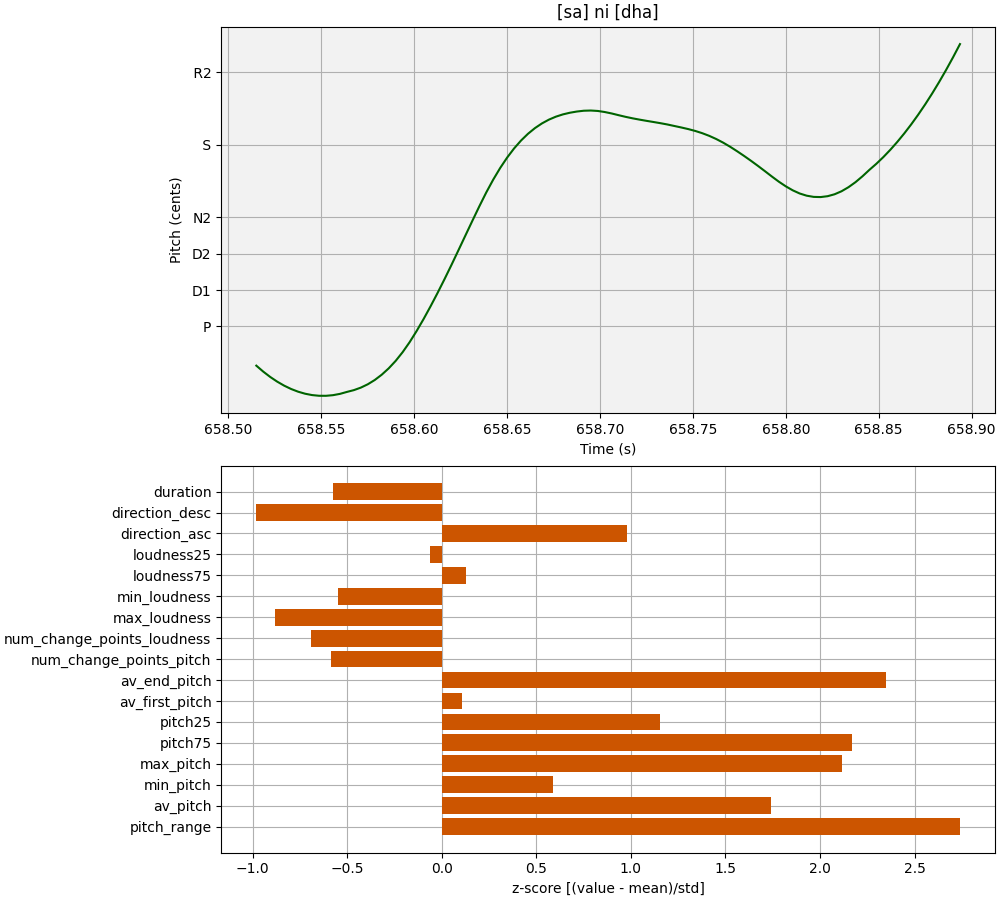 [sa] ni [dha]
R2
S
N2
D2
D1
P
Pitch (cents)
658.50 658.55 658.60 658.65 658.70 658.75 658.80 658.85 658.90
Time (s)
duration
direction_desc
direction_asc
loudness25
loudness75
min_loudness
max_loudness
num_change_points_loudness
num_change_points_pitch
av_end_pitch
av_first_pitch
pitch25
pitch75
max_pitch
min_pitch
av_pitch
pitch_range
−1.0 −0.5 0.0 0.5 1.0 1.5 2.0 2.5
z-score [(value - mean)/std]